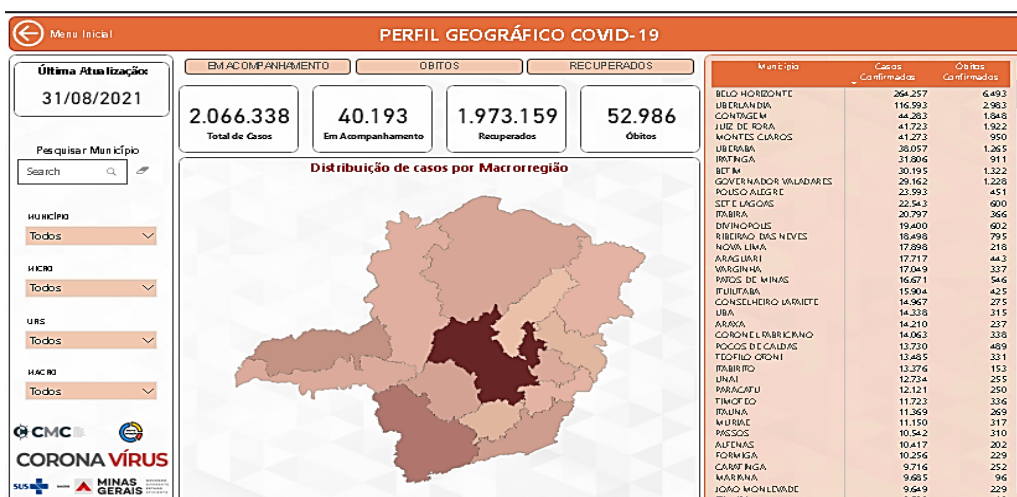 Menu Inicial
PERFIL GEOGRÁFICO COVID-19
Última Atualização:
31/08/2021
Pesquisar Município
Search
MUNICÍPIO
Todos
MICRO
Todos
URS
Todos
MACRO
Todos
CMC
CORONA VÍRUS
SUS
MINAS GERAIS
EM ACOMPANHAMENTO
OBITOS
RECUPERADOS
2.066.338
Total de Casos
40.193
Em Acompanhamento
1.973.159
Recuperados
52.986
Óbitos
Distribuição de casos por Macrorregião
Município Casos Confirmados Óbitos Confirmados
BELO HORIZONTE 264.257 6.493
UBERLANDIA 116.593 2.983
CONTAGEM 44.283 1.848
JUIZ DE FORA 41.723 1.922
MONTES CLAROS 41.273 950
UBERABA 38.057 1.265
IPATINGA 31.806 911
BETIM 30.195 1.322
GOVERNADOR VALADARES 29.162 1.228
POUSO ALEGRE 23.593 451
SETE LAGOAS 22.543 600
ITABIRA 20.797 366
DIVINOPOLIS 19.400 602
RIBEIRAO DAS NEVES 18.498 795
NOVA LIMA 17.898 218
ARAGUARI 17.717 443
VARGINHA 17.049 337
PATOS DE MINAS 16.671 546
ITUIUTABA 15.904 425
CONSELHEIRO LAFAIETE 14.967 275
UBA 14.338 315
ARAXA 14.210 237
CORONEL FABRICIANO 14.063 338
POCOS DE CALDAS 13.730 489
TEOFILO OTONI 13.485 331
ITABIRITO 13.376 153
UNAI 12.734 255
PARACATU 12.121 250
TIMOTEO 11.723 336
ITAUNA 11.369 269
MURIAE 11.150 317
PASSOS 10.542 310
ALFENAS 10.417 202
FORMIGA 10.256 229
CARATINGA 9.716 252
MARIANA 9.685 96
JOAO MONLEVADE 9.649 229